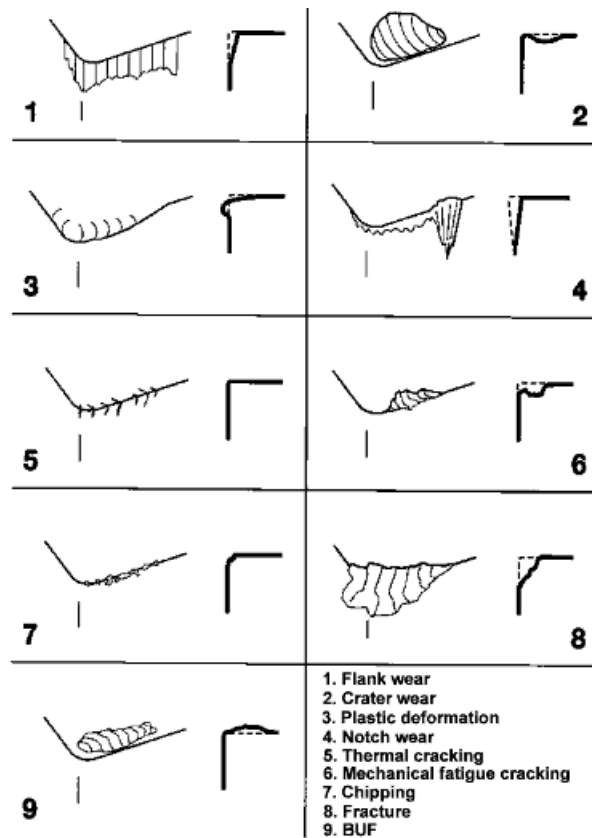 1
2
3
4
5
6
7
8
9
1. Flank wear
2. Crater wear
3. Plastic deformation
4. Notch wear
5. Thermal cracking
6. Mechanical fatigue cracking
7. Chipping
8. Fracture
9. BUF